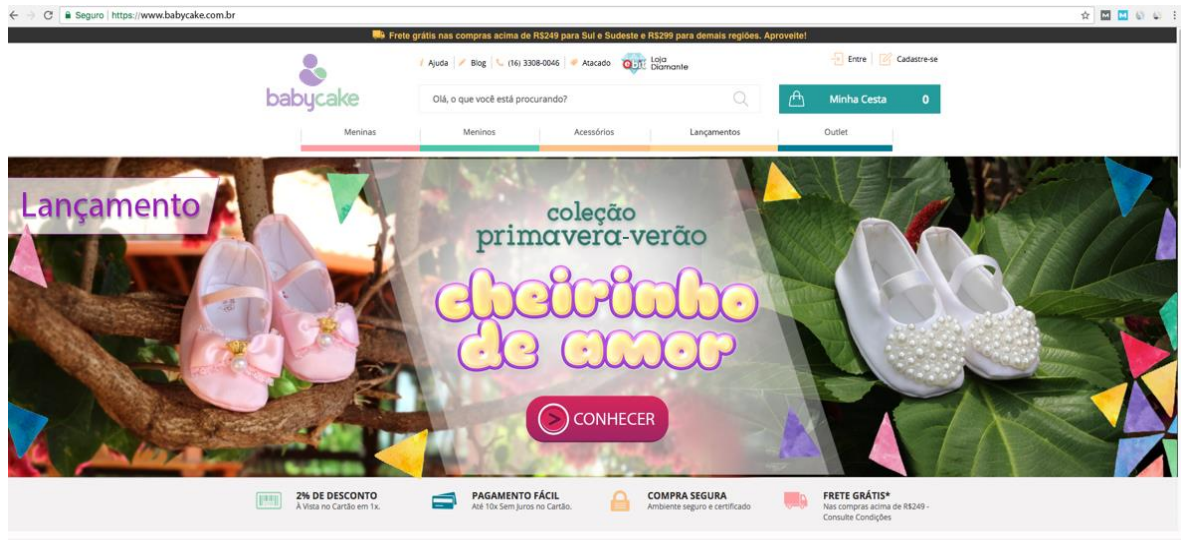 Seguro | https://www.babycake.com.br
Frete grátis nas compras acima de R$249 para Sul e Sudeste e R$299 para demais regiões. Aproveite!
Ajuda Blog (16) 3308-0046 Atacado ebit Loja Diamante Entre Cadastre-se
babycake
Olá, o que você está procurando?
Minha Cesta 0
Meninas Meninos Acessórios Lançamentos Outlet
Lançamento
coleção
primavera-verão
cheirinho
de amor
> CONHECER
2% DE DESCONTO
À Vista no Cartão em 1x.
PAGAMENTO FÁCIL
Até 10x Sem Juros no Cartão.
COMPRA SEGURA
Ambiente seguro e certificado
FRETE GRÁTIS*
Nas compras acima de R$249 -
Consulte Condições